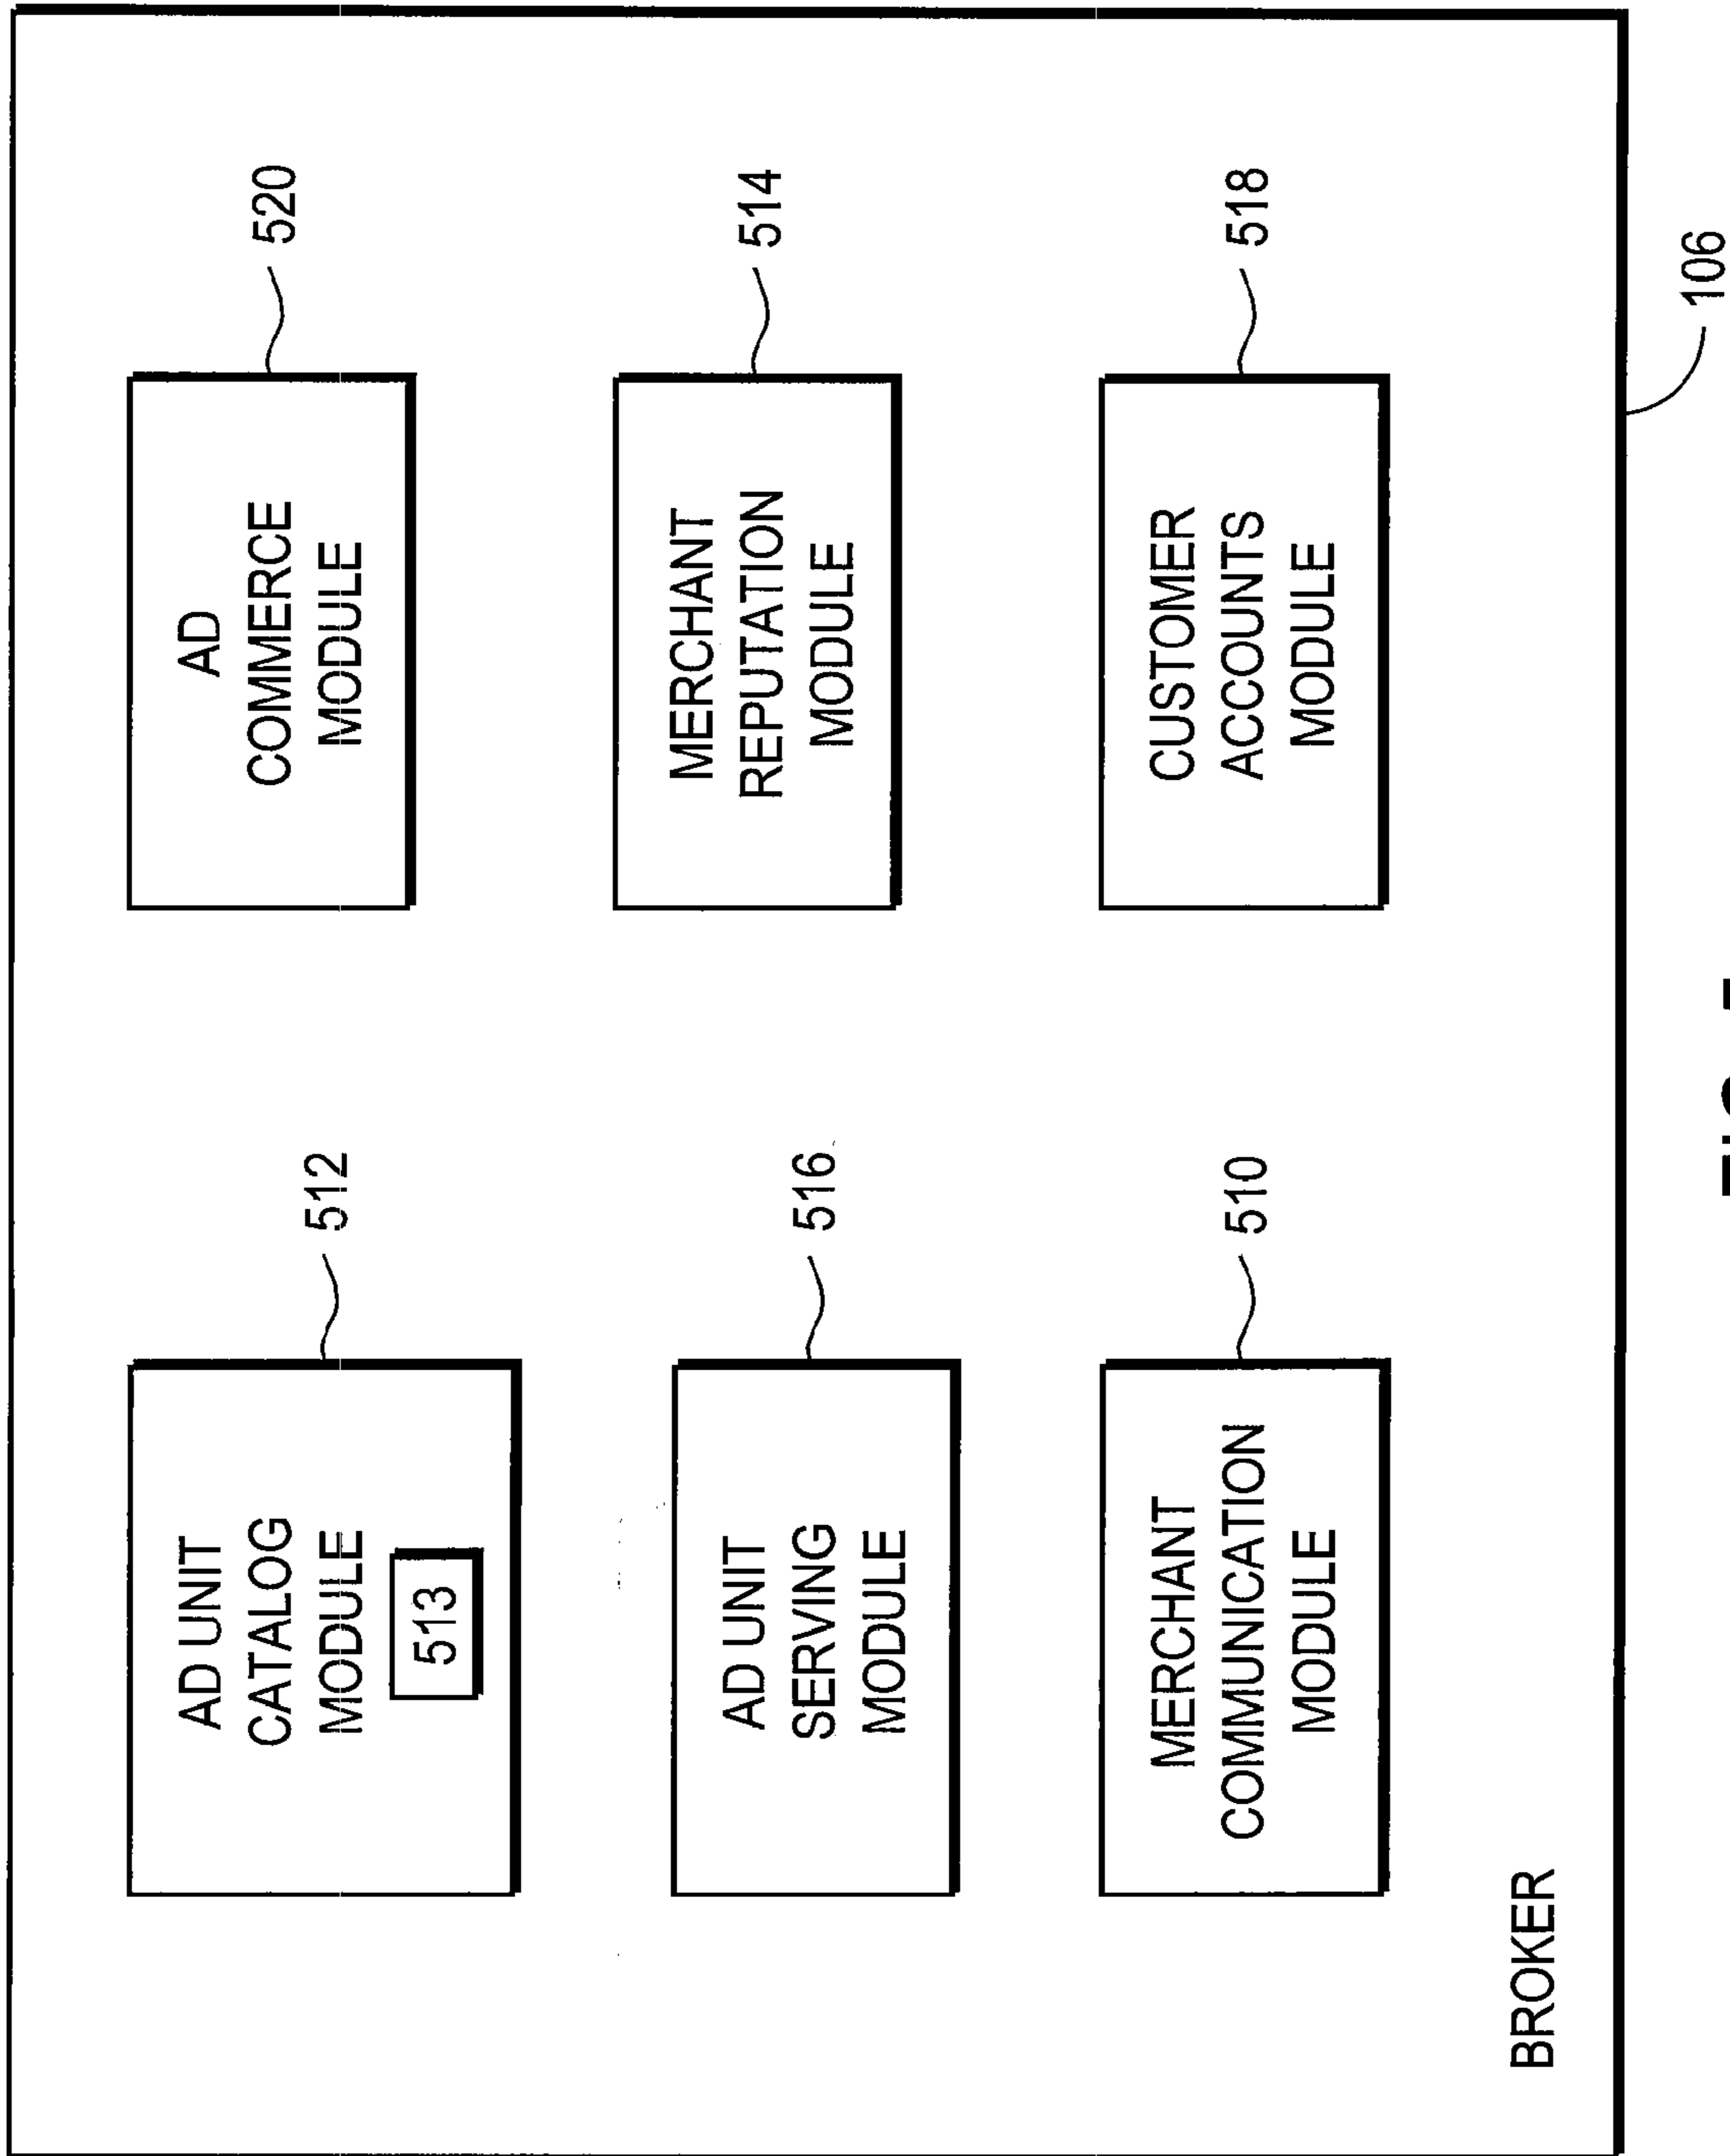 AD UNIT
CATALOG
MODULE
513
512
AD
COMMERCE
MODULE
520
AD UNIT
SERVING
MODULE
516
MERCHANT
REPUTATION
MODULE
514
MERCHANT
COMMUNICATION
MODULE
510
CUSTOMER
ACCOUNTS
MODULE
518
BROKER
106